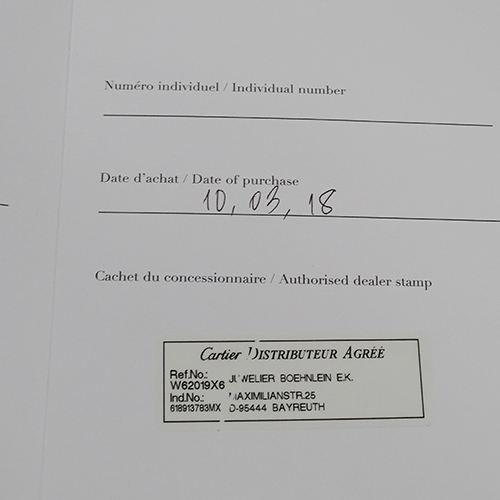 Numéro individuel / Individual number
Date d'achat / Date of purchase
10, 03, 18
Cachet du concessionnaire / Authorised dealer stamp
Cartier DISTRIBUTEUR AGRÉÉ
Ref.No.: JUWELIER BOEHNLEIN E.K.
W62019X6
Ind.No.: MAXIMILIANSTR.25
618913783MX D-95444 BAYREUTH